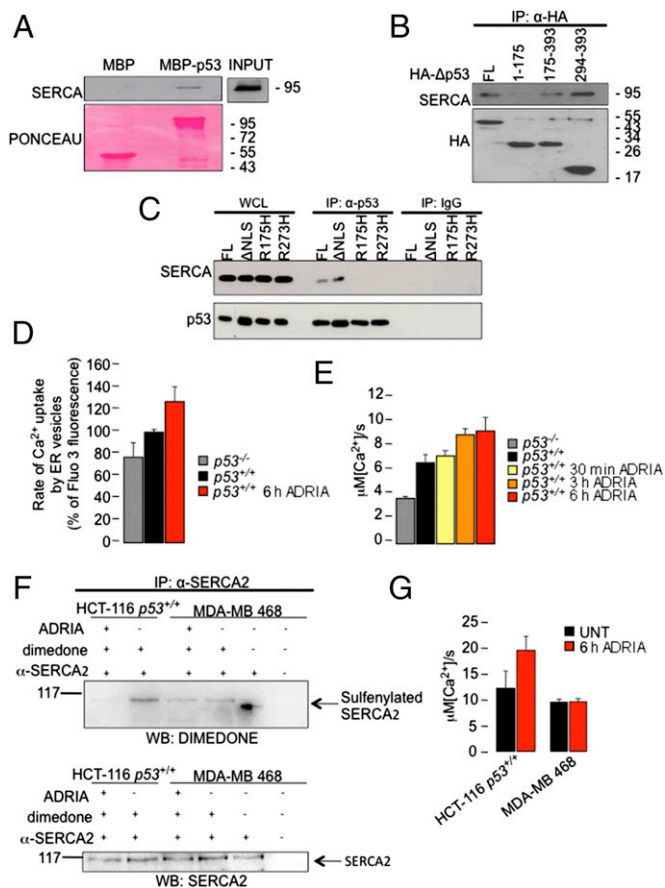 A
MBP MBP-p53 INPUT
SERCA - 95
PONCEAU
- 95
- 72
- 55
- 43
B
IP: α-HA
HA-Δp53 FL 1-175 175-393 294-393
SERCA - 95
HA
- 55
- 43
- 34
- 26
- 17
C
WCL IP: α-p53 IP: IgG
FL ΔNLS R175H R273H FL ΔNLS R175H R273H FL ΔNLS R175H R273H
SERCA
p53
D
Rate of Ca2+ uptake
by ER vesicles
(% of Fluo 3 fluorescence)
160
140
120
100
80
60
40
20
0
p53-/-
p53+/+
p53+/+ 6h ADRIA
E
μM[Ca2+]/s
12
10
8
6
4
2
0
p53-/-
p53+/+
p53+/+ 30 min ADRIA
p53+/+ 3 h ADRIA
p53+/+ 6 h ADRIA
F
IP: α-SERCA2
HCT-116 p53+/+ MDA-MB 468
ADRIA + - + - - -
dimedone + + + + - -
α-SERCA2 + + + + + -
117
Sulfenylated
SERCA2
WB: DIMEDONE
HCT-116 p53+/+ MDA-MB 468
ADRIA + - + - - -
dimedone + + + + - -
α-SERCA2 + + + + + -
117
SERCA2
WB: SERCA2
G
μM[Ca2+]/s
25
20
15
10
5
0
UNT
6 h ADRIA
HCT-116 p53+/+
MDA-MB 468